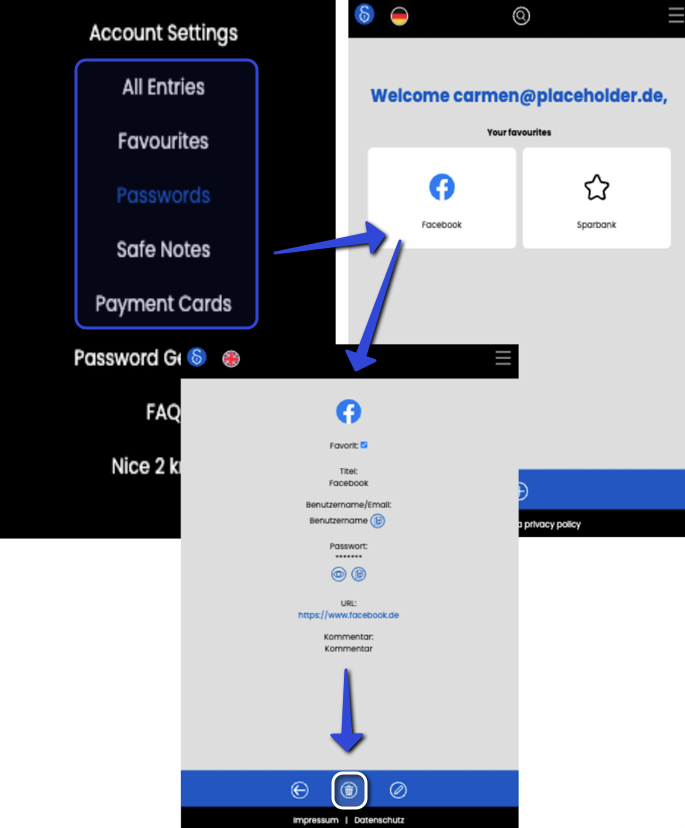 Account Settings
All Entries
Favourites
Passwords
Safe Notes
Payment Cards
Password Ge
FAQ
Nice 2 k
Welcome carmen@placeholder.de,
Your favourites
Facebook
Sparbank
a privacy policy
Favorit:
Titel:
Facebook
Benutzername/Email:
Benutzername
Passwort:
*******
URL:
https://www.facebook.de
Kommentar:
Kommentar
Impressum | Datenschutz